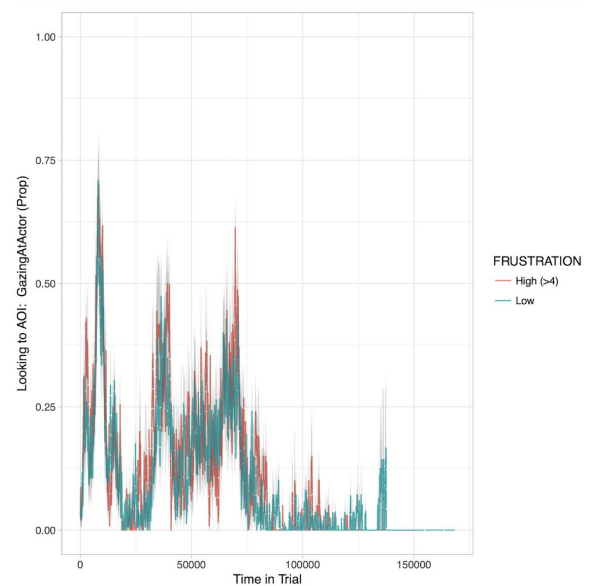 1.00
0.75
0.50
0.25
0.00
Looking to AOI: GazingAtActor (Prop)
0
50000
100000
150000
Time in Trial
FRUSTRATION
High (>4)
Low